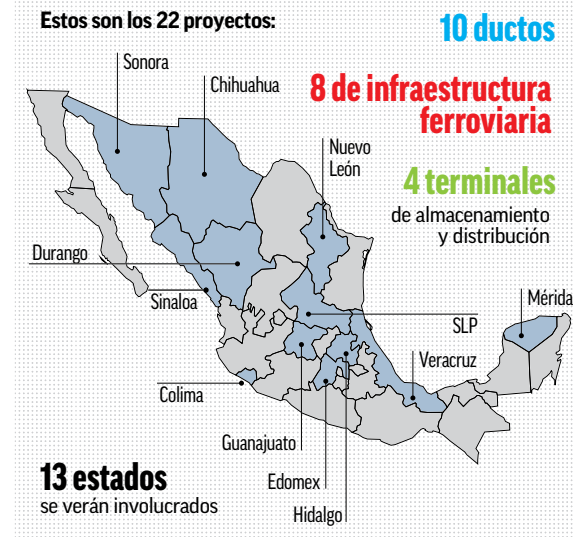 Estos son los 22 proyectos:
10 ductos
8 de infraestructura
ferroviaria
4 terminales
de almacenamiento
y distribución
Sonora
Chihuahua
Nuevo
León
Durango
Sinaloa
Mérida
SLP
Veracruz
Colima
Guanajuato
Edomex
Hidalgo
13 estados
se verán involucrados